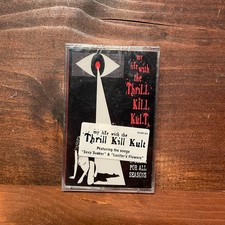 my life
with the
Thrill
Kill
Kult
my life with the
Thrill Kill Kult
Featuring the songs
"Sexy Sucker" & "Lucifer's Flowers"
FOR ALL
SEASONS